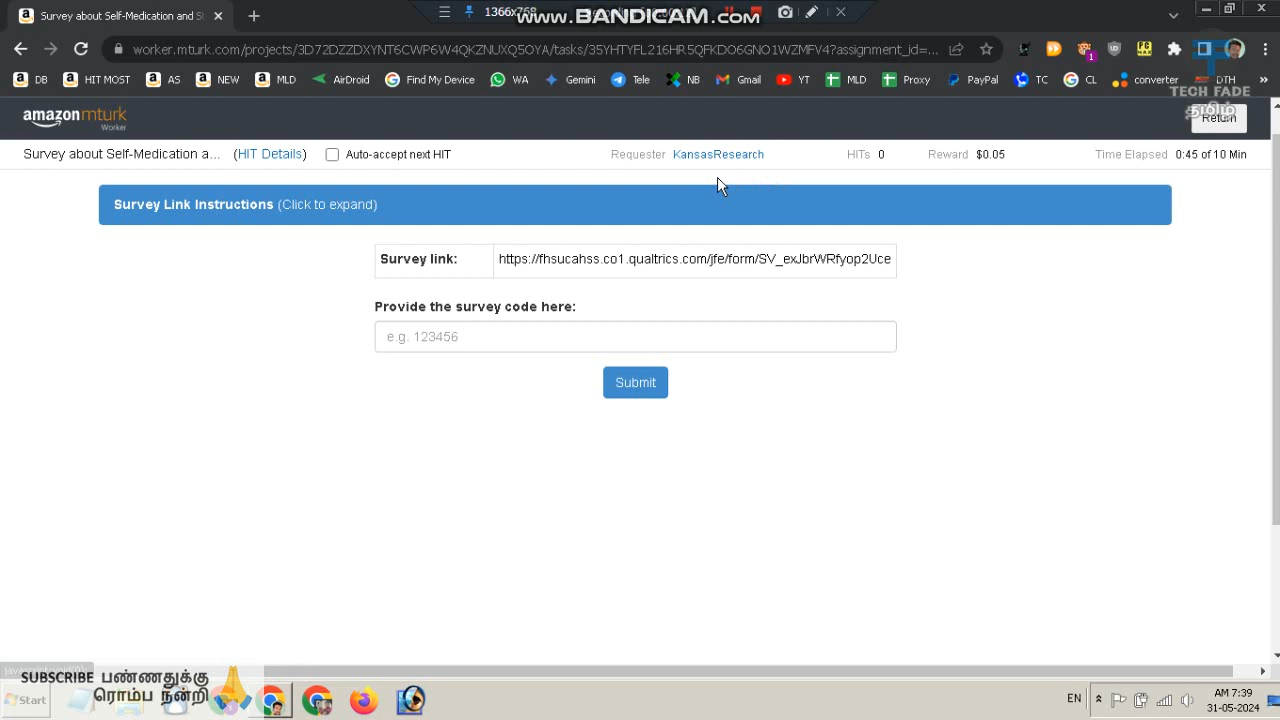 Survey about Self-Medication and St
1366x768
www.BANDICAM.com
worker.mturk.com/projects/3D72DZZDXYNT6CWP6W4QKZNUX95OYA/tasks/35YHTYFL216HR5QFKDO6GNO1WZMFV4?assignment_id=...
1
DB
HIT MOST
AS
NEW
MLD
AirDroid
Find My Device
WA
Gemini
Tele
NB
Gmail
YT
MLD
Proxy
PayPal
TC
CL
converter
DTH
TECH FADE
தமிழ்
amazonmturk
Worker
Return
Survey about Self-Medication a... (HIT Details)
Auto-accept next HIT
Requester KansasResearch
HITs 0
Reward $0.05
Time Elapsed 0:45 of 10 Min
Survey Link Instructions (Click to expand)
Survey link:
https://fhsucahss.co1.qualtrics.com/jfe/form/SV_exJbrWRfyop2Uce
Provide the survey code here:
e.g. 123456
Submit
SUBSCRIBE பண்ணதுக்கு
ரொம்ப நன்றி
Start
EN
AM 7:39
31-05-2024